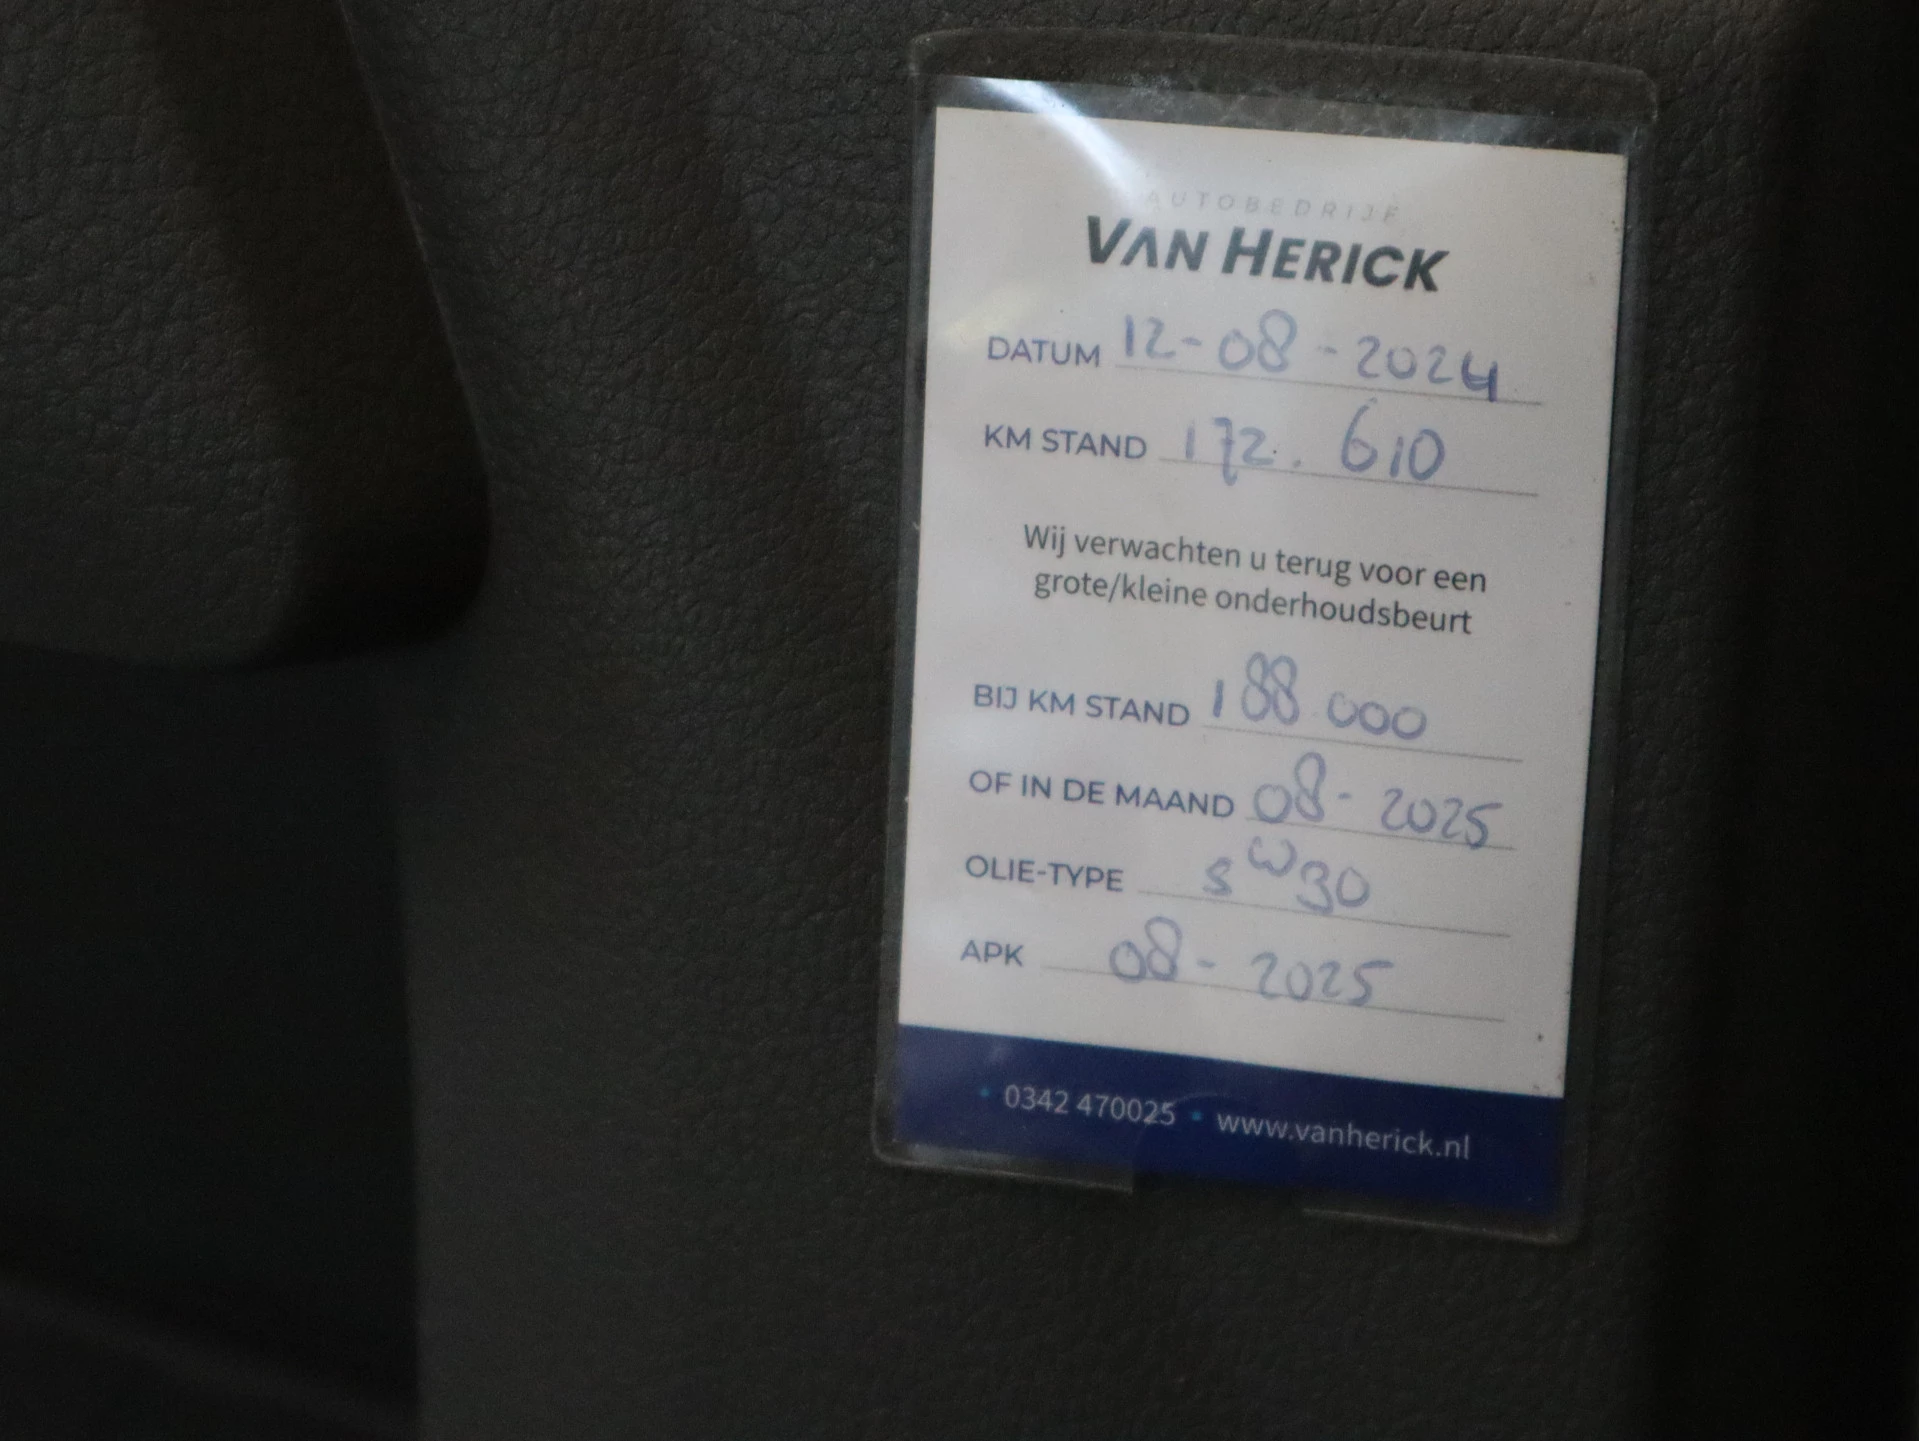 AUTOBEDRIJF
VAN HERICK
DATUM 12-08-2024
KM STAND 172.610
Wij verwachten u terug voor een
grote/kleine onderhoudsbeurt
BIJ KM STAND 188.000
OF IN DE MAAND 08-2025
OLIE-TYPE 5W30
APK 08-2025
• 0342 470025 • www.vanherick.nl